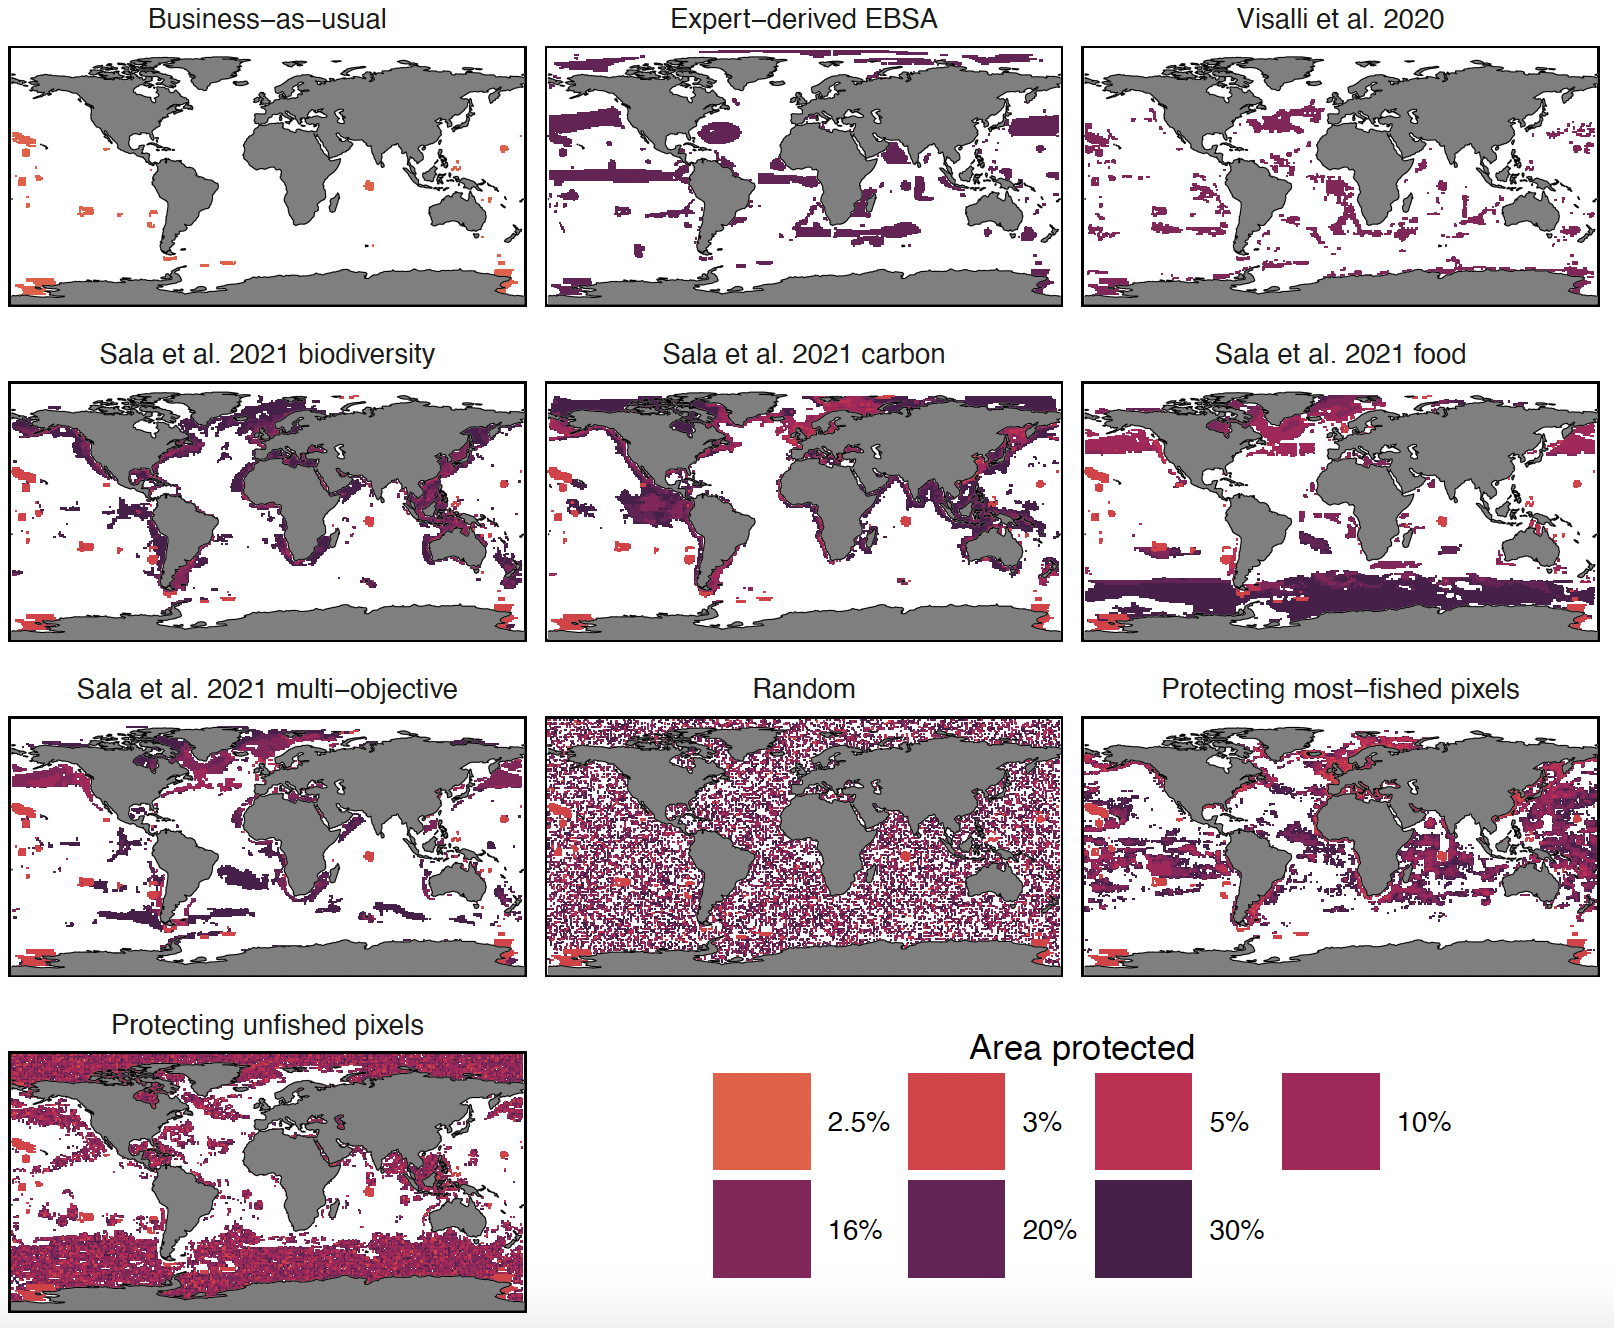 Business−as−usual
Expert−derived EBSA
Visalli et al. 2020
Sala et al. 2021 biodiversity
Sala et al. 2021 carbon
Sala et al. 2021 food
Sala et al. 2021 multi−objective
Random
Protecting most−fished pixels
Protecting unfished pixels
Area protected
2.5%
3%
5%
10%
16%
20%
30%